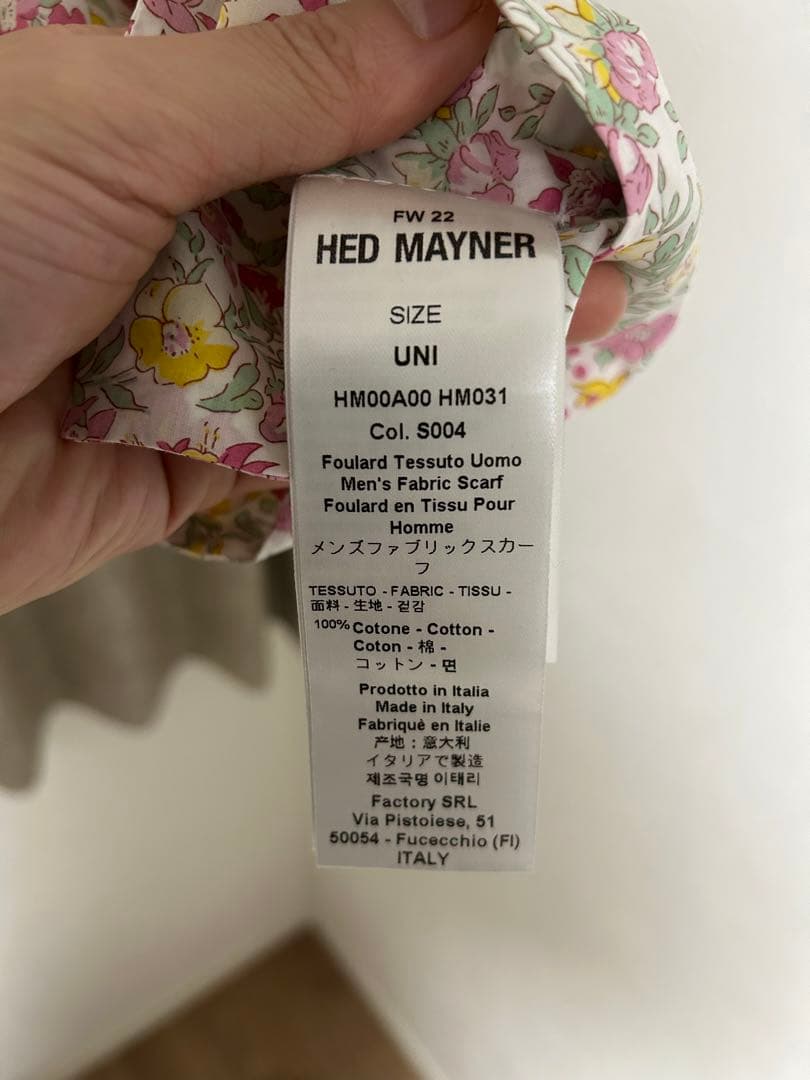 FW 22
HED MAYNER
SIZE
UNI
HM00A00 HM031
Col. S004
Foulard Tessuto Uomo
Men's Fabric Scarf
Foulard en Tissu Pour
Homme
メンズファブリックスカー
フ
TESSUTO - FABRIC - TISSU -
面料 - 生地 - 겉감
100% Cotone - Cotton -
Coton - 棉 -
コットン - 면
Prodotto in Italia
Made in Italy
Fabriquè en Italie
产地：意大利
イタリアで製造
제조국명 이태리
Factory SRL
Via Pistoiese, 51
50054 - Fucecchio (FI)
ITALY